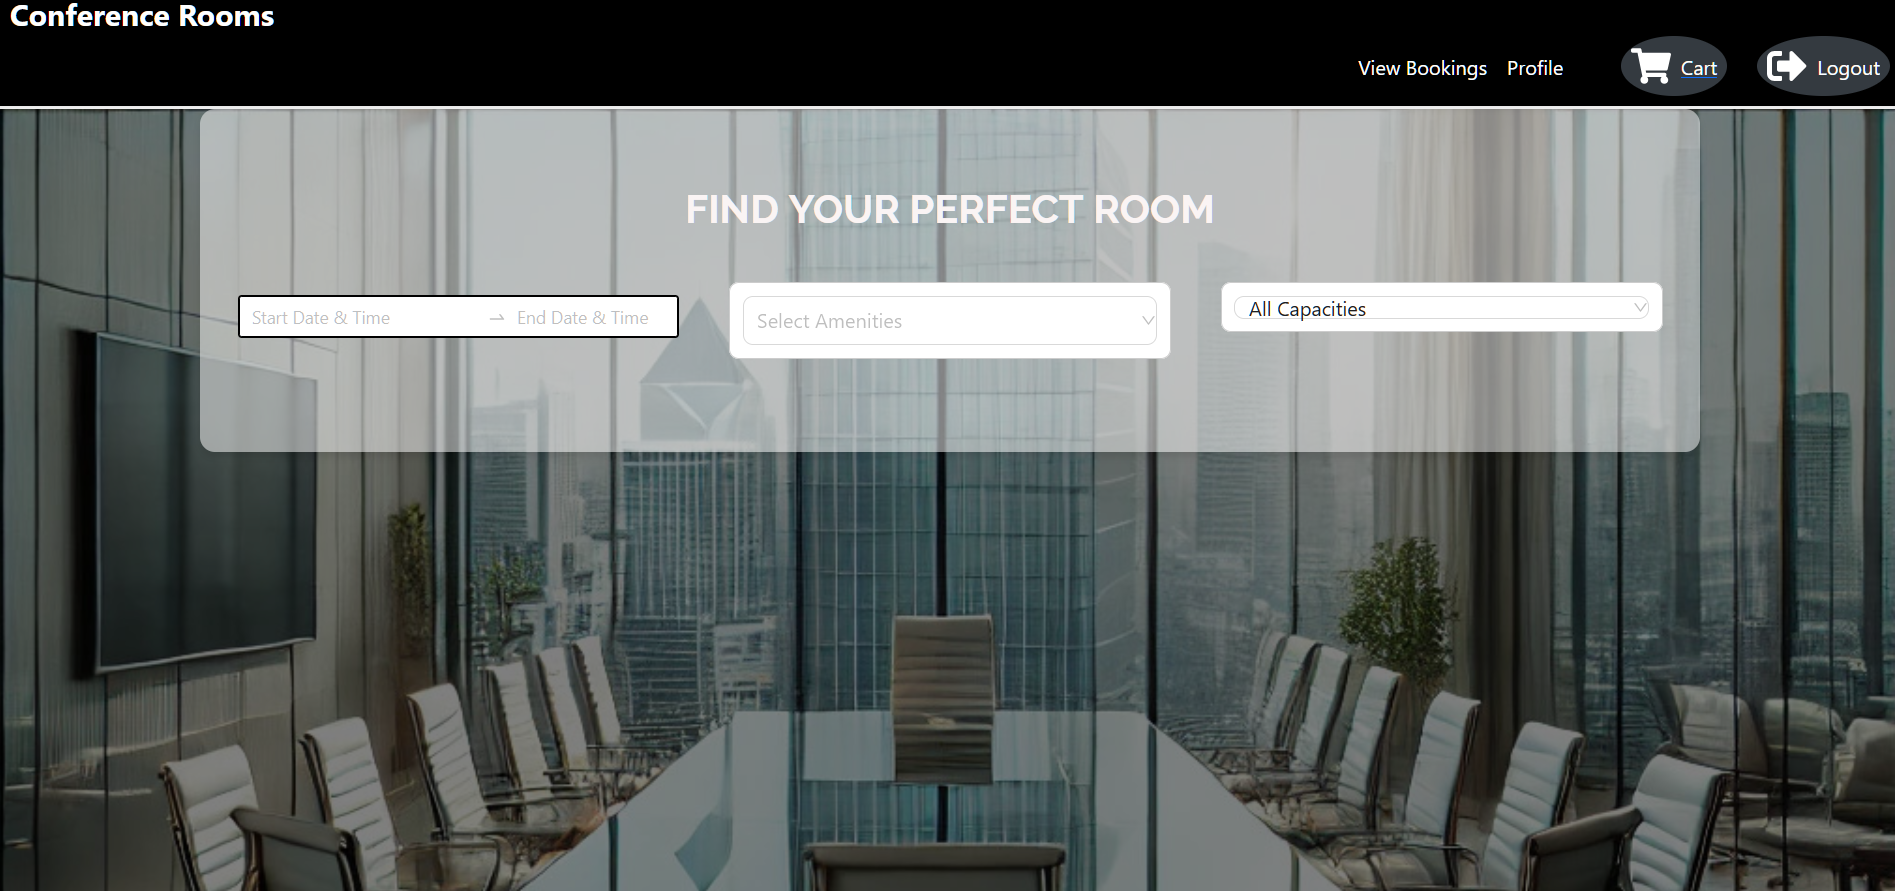 Conference Rooms
View Bookings Profile Cart Logout
FIND YOUR PERFECT ROOM
Start Date & Time End Date & Time Select Amenities All Capacities